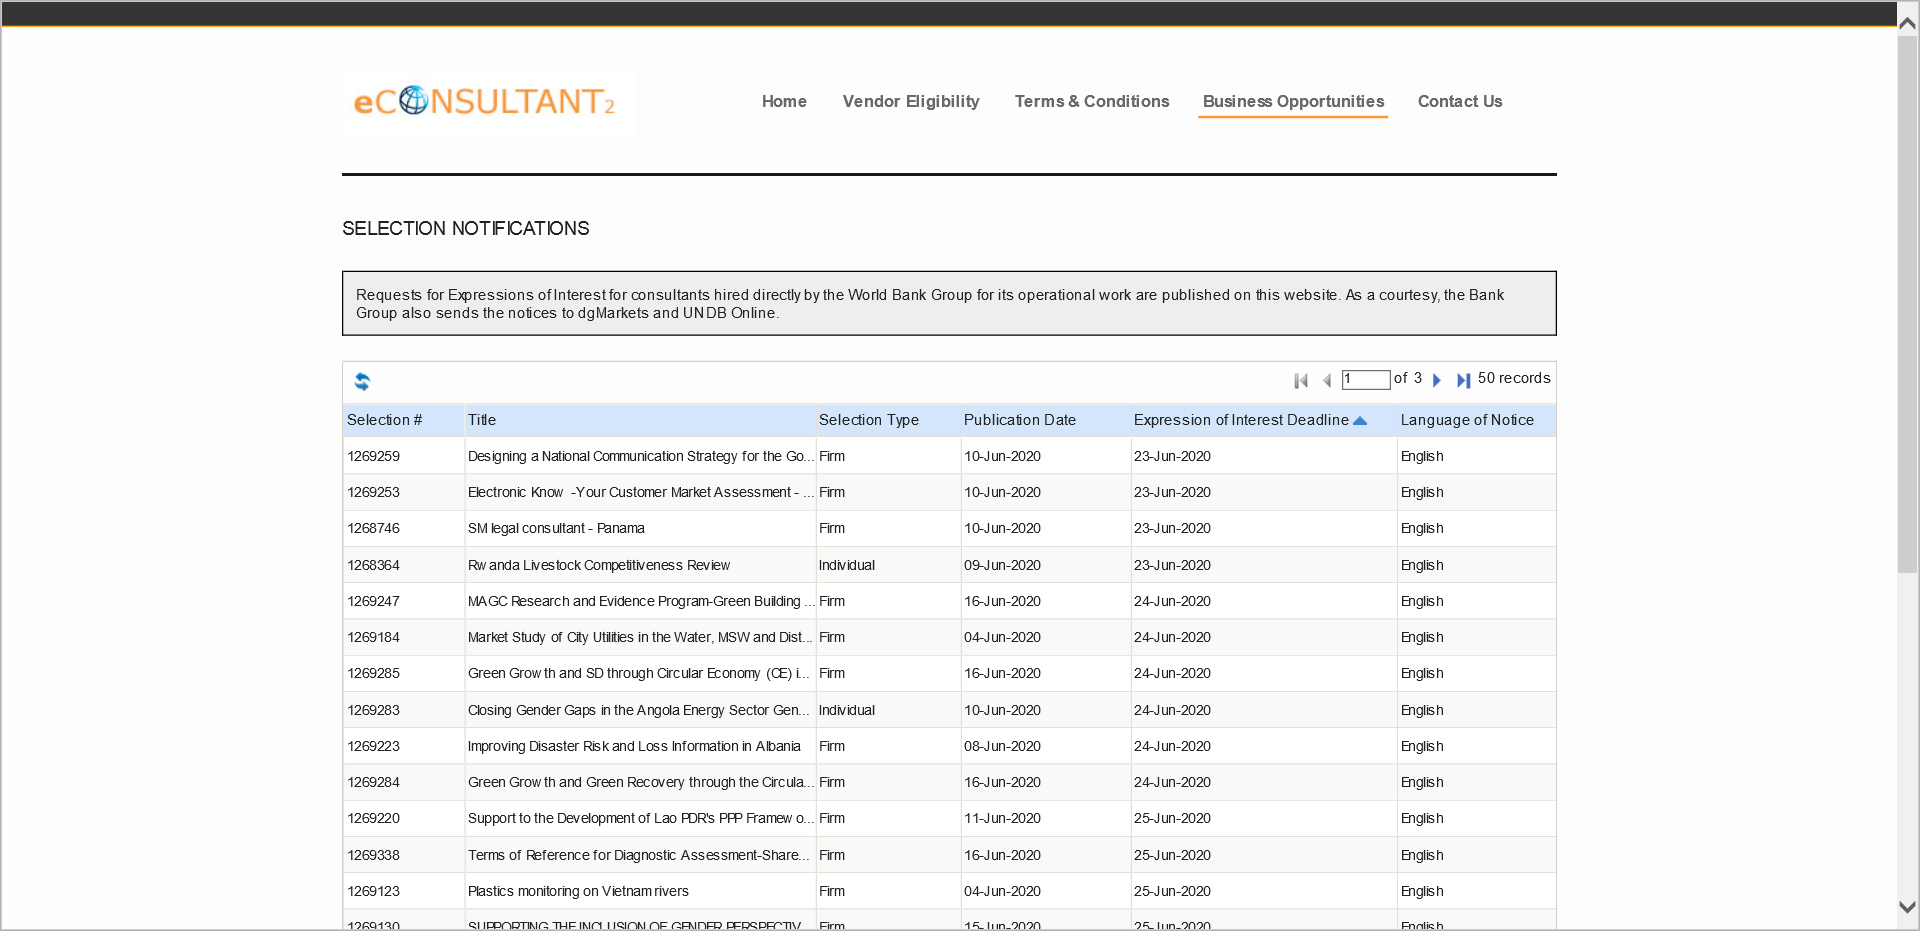 eCONSULTANT2
Home Vendor Eligibility Terms & Conditions Business Opportunities Contact Us
SELECTION NOTIFICATIONS
Requests for Expressions of Interest for consultants hired directly by the World Bank Group for its operational work are published on this website. As a courtesy, the Bank
Group also sends the notices to dgMarkets and UNDB Online.
1 of 3 50 records
Selection # Title Selection Type Publication Date Expression of Interest Deadline Language of Notice
1269259 Designing a National Communication Strategy for the Go... Firm 10-Jun-2020 23-Jun-2020 English
1269253 Electronic Know -Your Customer Market Assessment - ... Firm 10-Jun-2020 23-Jun-2020 English
1268746 SM legal consultant - Panama Firm 10-Jun-2020 23-Jun-2020 English
1268364 Rwanda Livestock Competitiveness Review Individual 09-Jun-2020 23-Jun-2020 English
1269247 MAGC Research and Evidence Program-Green Building ... Firm 16-Jun-2020 24-Jun-2020 English
1269184 Market Study of City Utilities in the Water, MSW and Dist... Firm 04-Jun-2020 24-Jun-2020 English
1269285 Green Growth and SD through Circular Economy (CE) i... Firm 16-Jun-2020 24-Jun-2020 English
1269283 Closing Gender Gaps in the Angola Energy Sector Gen... Individual 10-Jun-2020 24-Jun-2020 English
1269223 Improving Disaster Risk and Loss Information in Albania Firm 08-Jun-2020 24-Jun-2020 English
1269284 Green Growth and Green Recovery through the Circula... Firm 16-Jun-2020 24-Jun-2020 English
1269220 Support to the Development of Lao PDR's PPP Framewo... Firm 11-Jun-2020 25-Jun-2020 English
1269338 Terms of Reference for Diagnostic Assessment-Share... Firm 16-Jun-2020 25-Jun-2020 English
1269123 Plastics monitoring on Vietnam rivers Firm 04-Jun-2020 25-Jun-2020 English
1269130 SUPPORTING THE INCLUSION OF GENDER PERSPECTIV... Firm 15-Jun-2020 25-Jun-2020 English